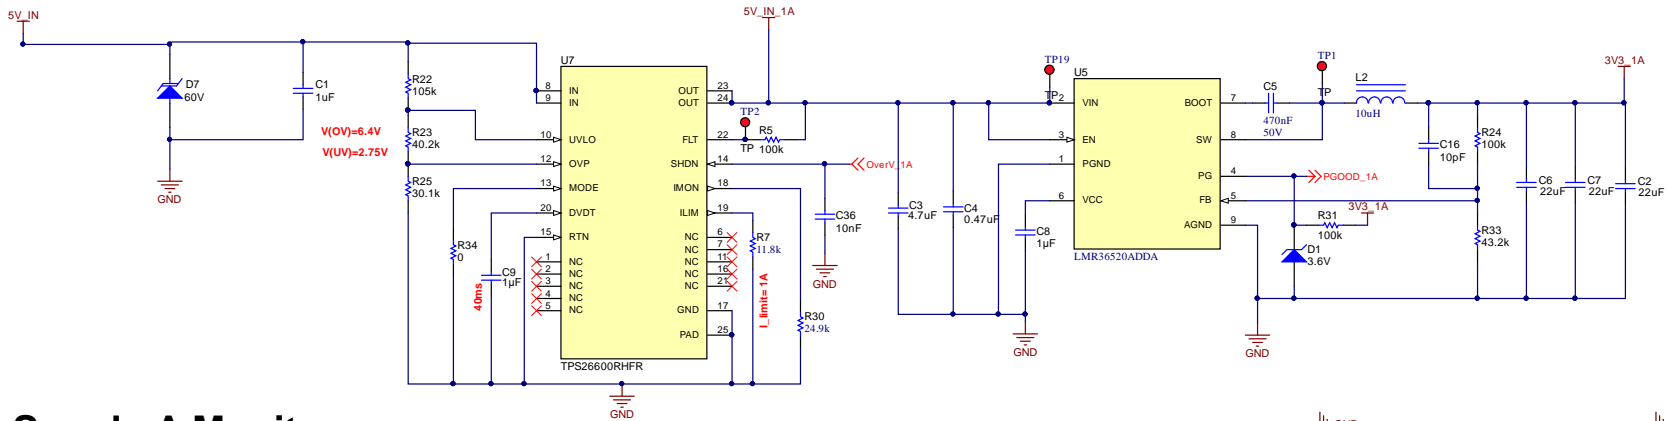 5V_IN
D7
60V
C1
1uF
V(OV)=6.4V
V(UV)=2.75V
R22
105k
R23
40.2k
R25
30.1k
R34
0
C9
1µF
40ms
U7
8 IN
9 IN
10 UVLO
12 OVP
13 MODE
20 DVDT
15 RTN
1 NC
2 NC
3 NC
4 NC
5 NC
OUT 23
OUT 24
FLT 22
SHDN 14
IMON 18
ILIM 19
NC 6
NC 7
NC 11
NC 16
NC 21
GND 17
PAD 25
TPS26600RHFR
GND
GND
5V_IN_1A
TP2
TP
R5
100k
OverV_1A
C36
10nF
GND
R7
11.8k
I_limit= 1A
R30
24.9k
C3
4.7uF
C4
0.47uF
C8
1µF
GND
TP19
TP
U5
2 VIN
3 EN
1 PGND
6 VCC
BOOT 7
SW 8
PG 4
FB 5
AGND 9
LMR36520ADDA
C5
470nF
50V
TP1
TP
L2
10uH
PGOOD_1A
R31
100k
3V3_1A
D1
3.6V
GND
C16
10pF
R24
100k
R33
43.2k
C6
22uF
C7
22uF
C2
22uF
3V3_1A